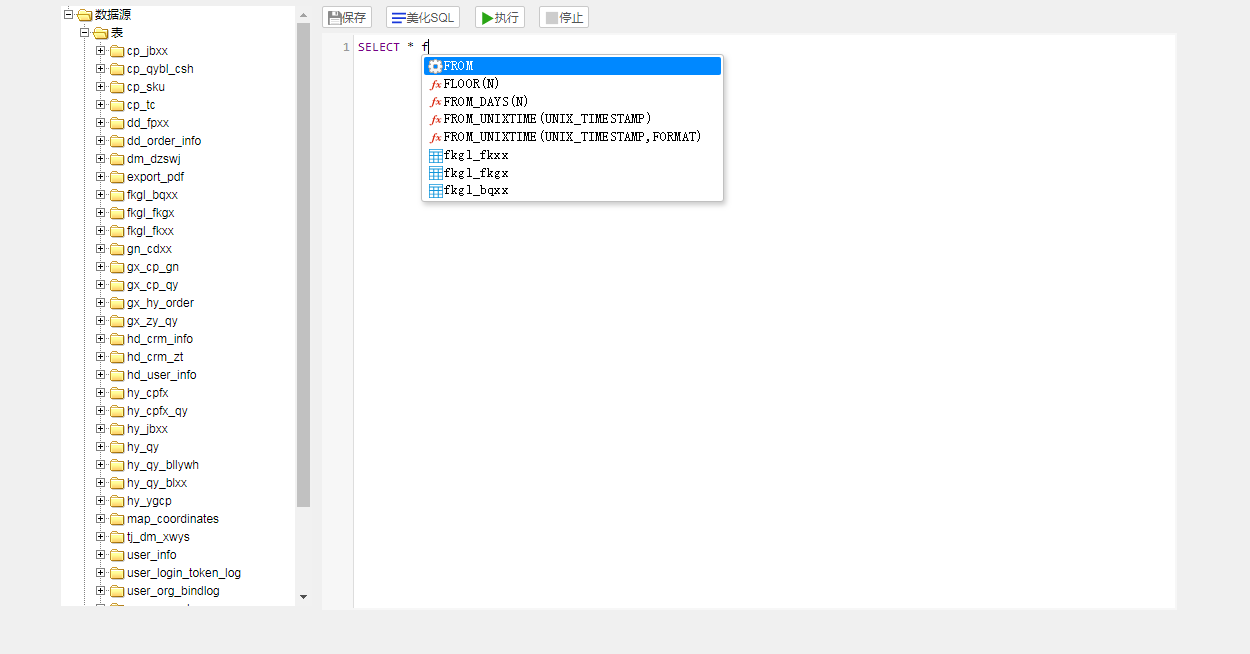 数据源
表
cp_jbxx
cp_qybl_csh
cp_sku
cp_tc
dd_fpxx
dd_order_info
dm_dzswj
export_pdf
fkgl_bqxx
fkgl_fkgx
fkgl_fkxx
gn_cdxx
gx_cp_gn
gx_cp_qy
gx_hy_order
gx_zy_qy
hd_crm_info
hd_crm_zt
hd_user_info
hy_cpfx
hy_cpfx_qy
hy_jbxx
hy_qy
hy_qy_bllywh
hy_qy_blxx
hy_ygcp
map_coordinates
tj_dm_xwys
user_info
user_login_token_log
user_org_bindlog
保存 美化SQL 执行 停止
1 SELECT * f
FROM
FLOOR(N)
FROM_DAYS(N)
FROM_UNIXTIME(UNIX_TIMESTAMP)
FROM_UNIXTIME(UNIX_TIMESTAMP,FORMAT)
fkgl_fkxx
fkgl_fkgx
fkgl_bqxx